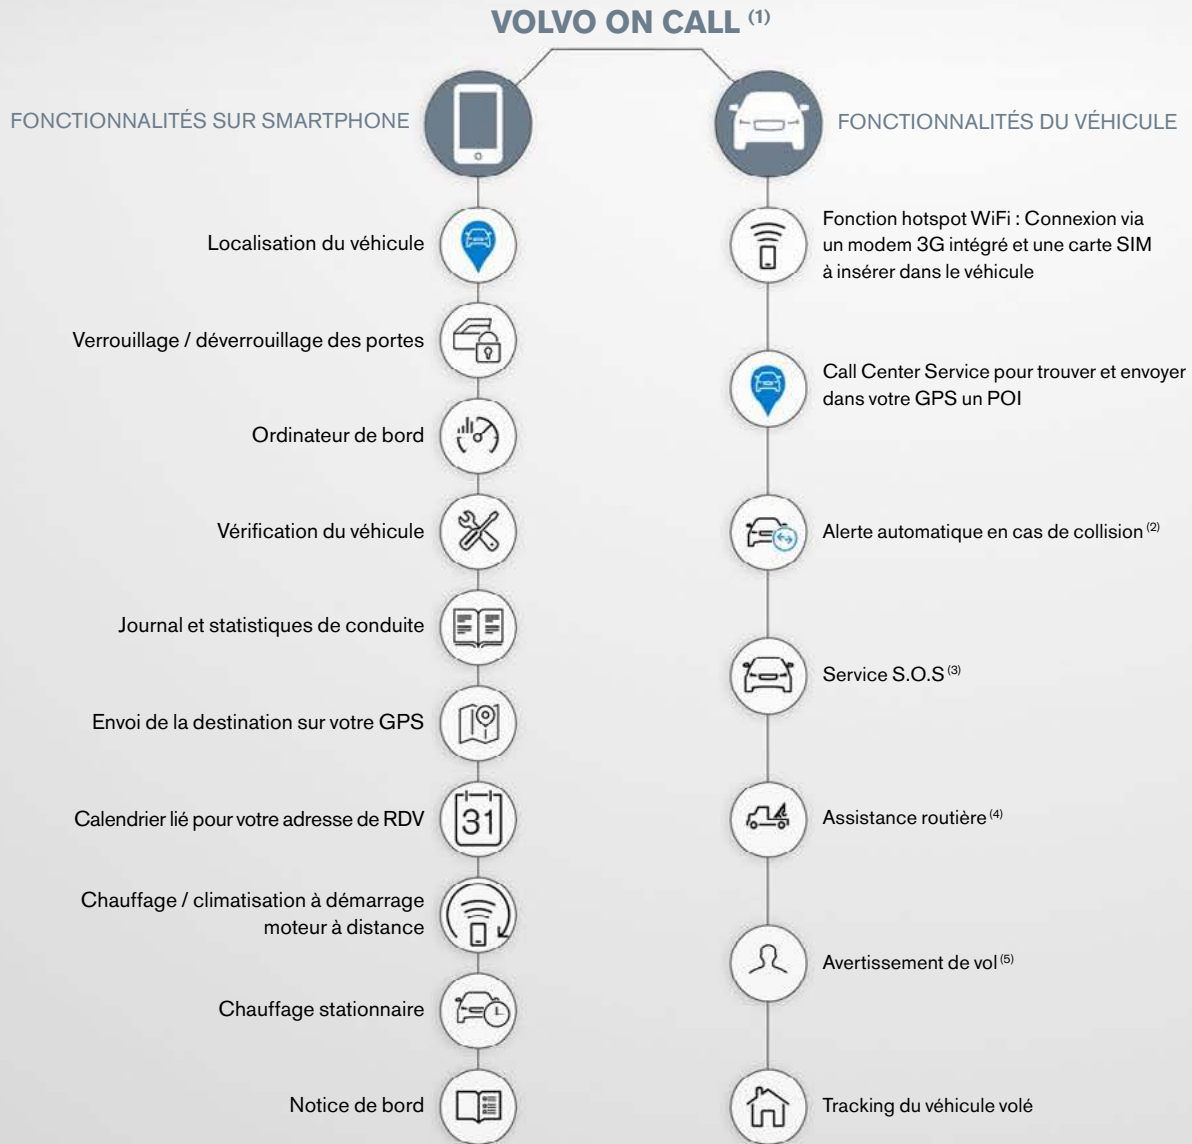 VOLVO ON CALL (1)
FONCTIONNALITÉS SUR SMARTPHONE
Localisation du véhicule
Verrouillage / déverrouillage des portes
Ordinateur de bord
Vérification du véhicule
Journal et statistiques de conduite
Envoi de la destination sur votre GPS
Calendrier lié pour votre adresse de RDV
31
Chauffage / climatisation à démarrage
moteur à distance
Chauffage stationnaire
Notice de bord
FONCTIONNALITÉS DU VÉHICULE
Fonction hotspot WiFi : Connexion via
un modem 3G intégré et une carte SIM
à insérer dans le véhicule
Call Center Service pour trouver et envoyer
dans votre GPS un POI
Alerte automatique en cas de collision (2)
Service S.O.S (3)
Assistance routière (4)
Avertissement de vol (5)
Tracking du véhicule volé